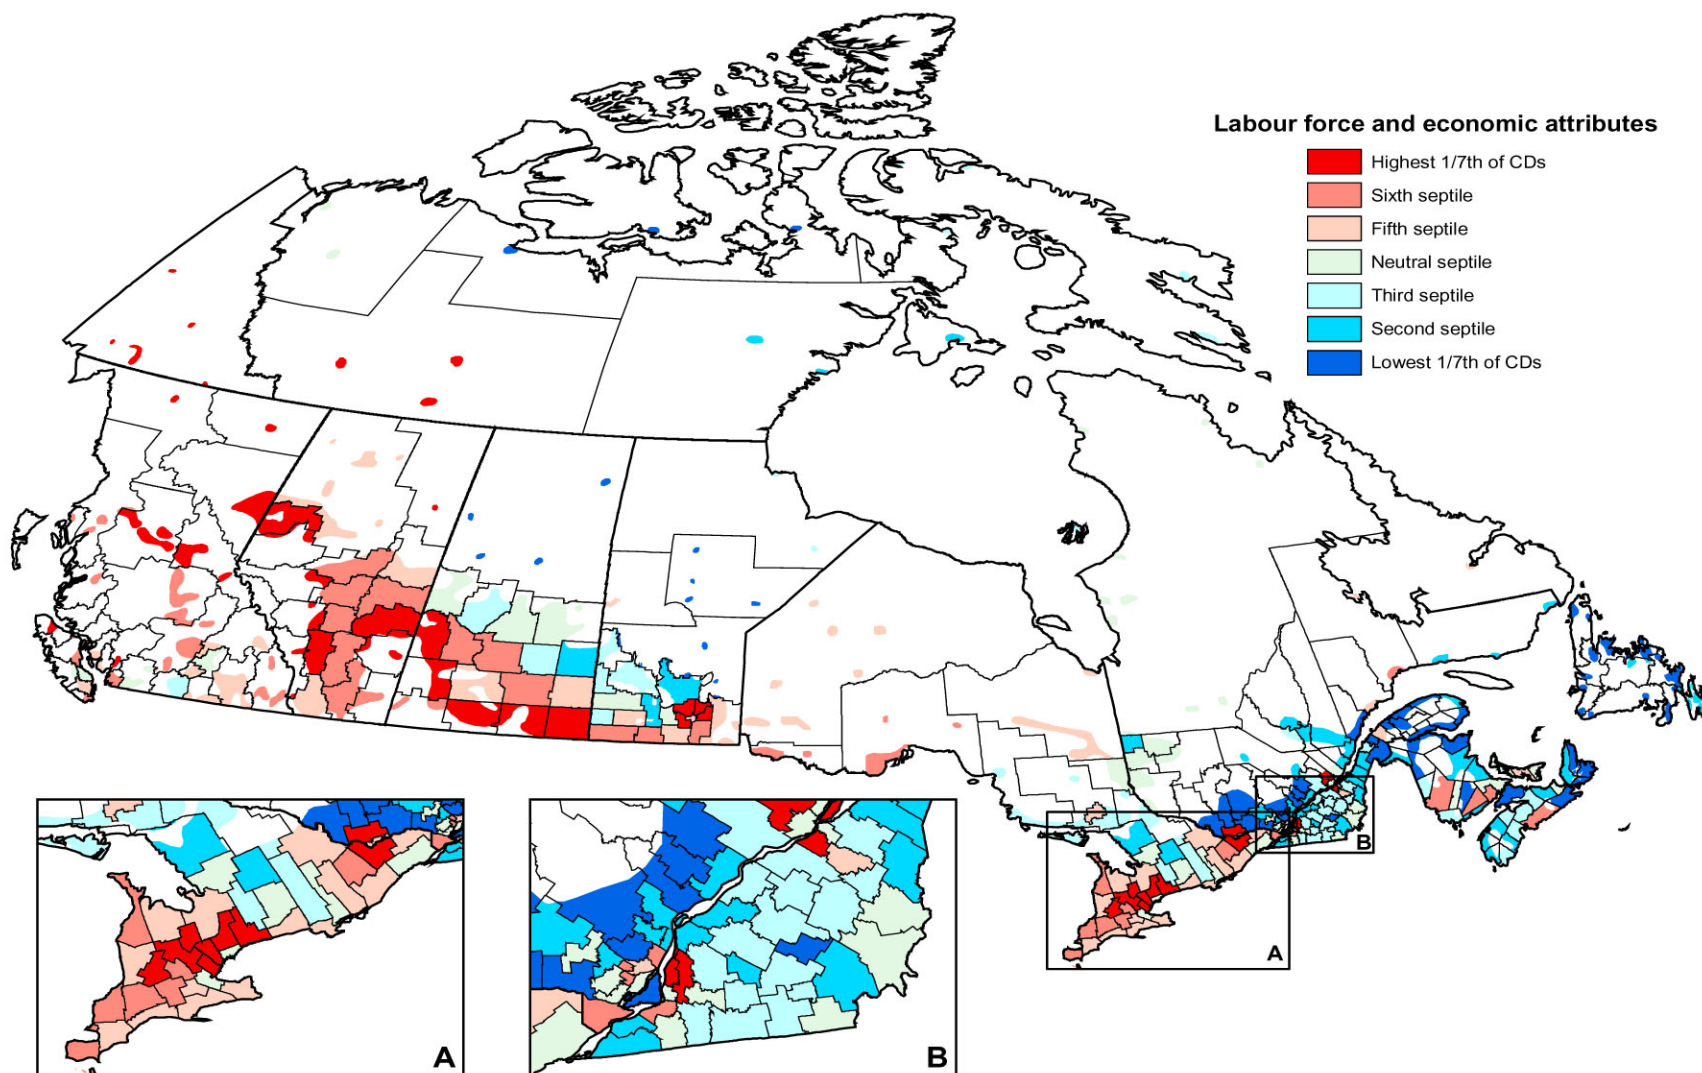 Labour force and economic attributes
Highest 1/7th of CDs
Sixth septile
Fifth septile
Neutral septile
Third septile
Second septile
Lowest 1/7th of CDs
B
A
A
B